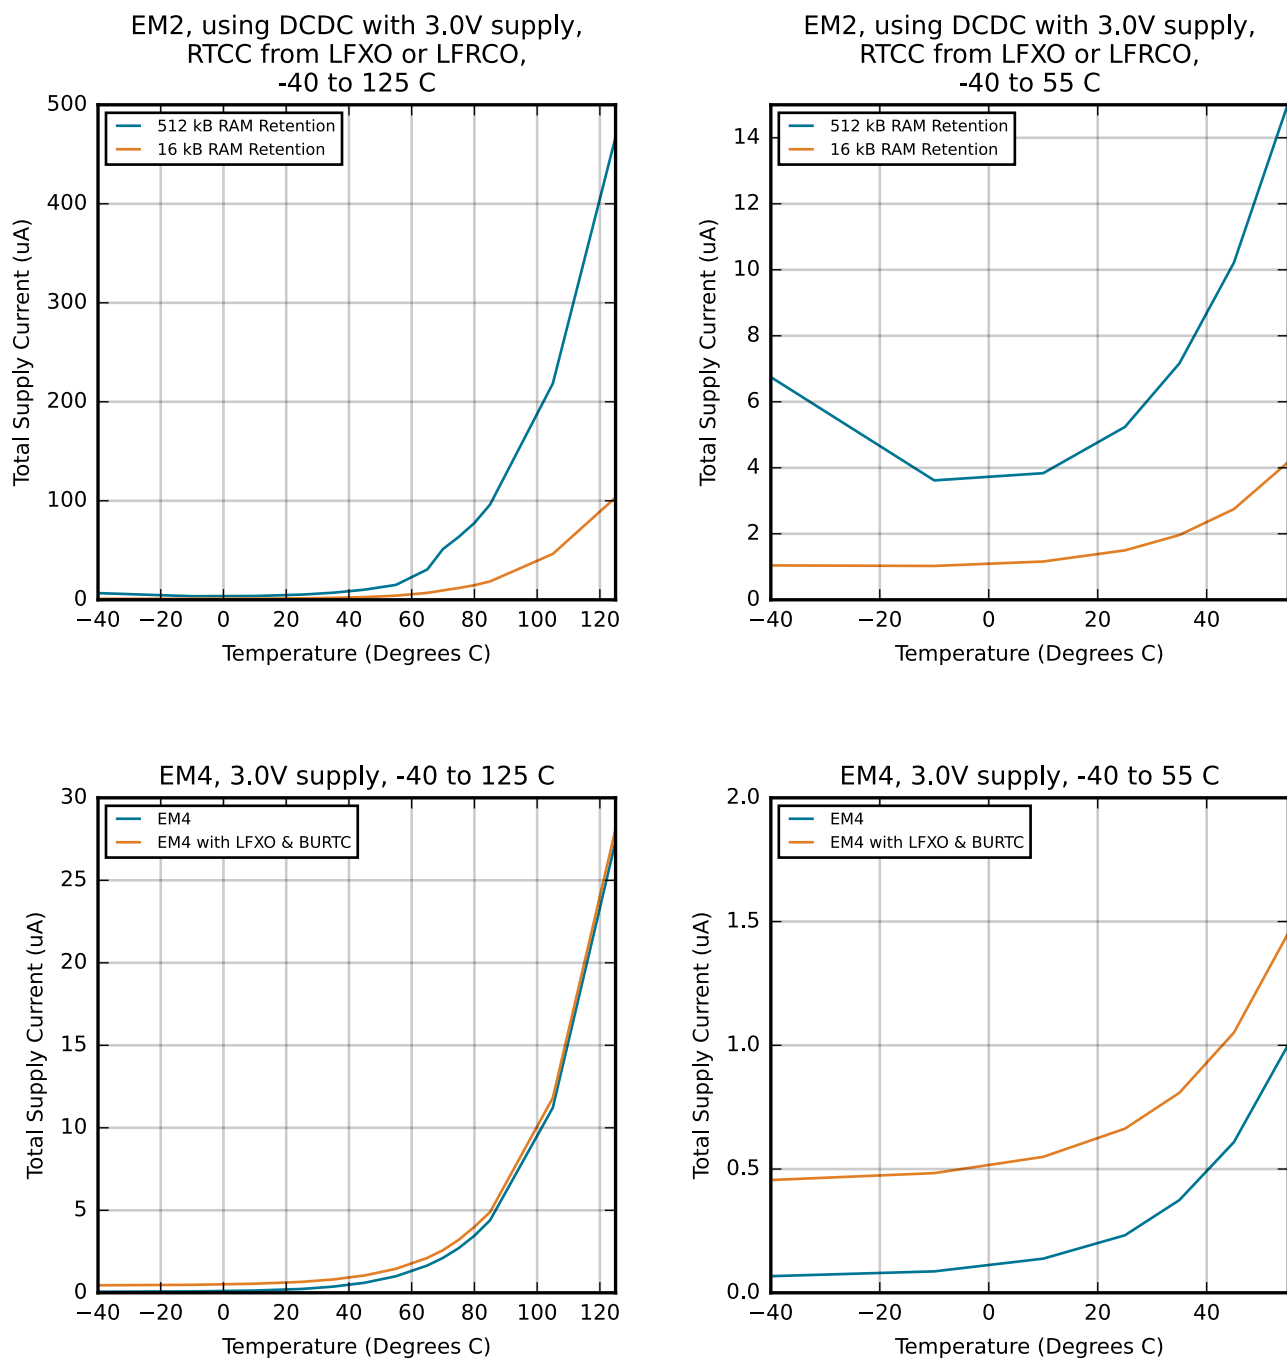 EM2, using DCDC with 3.0V supply,
RTCC from LFXO or LFRCO,
-40 to 125 C
500
400
300
200
100
0
Total Supply Current (uA)
512 kB RAM Retention
16 kB RAM Retention
−40 −20 0 20 40 60 80 100 120
Temperature (Degrees C)
EM2, using DCDC with 3.0V supply,
RTCC from LFXO or LFRCO,
-40 to 55 C
14
12
10
8
6
4
2
0
Total Supply Current (uA)
512 kB RAM Retention
16 kB RAM Retention
−40 −20 0 20 40
Temperature (Degrees C)
EM4, 3.0V supply, -40 to 125 C
30
25
20
15
10
5
0
Total Supply Current (uA)
EM4
EM4 with LFXO & BURTC
−40 −20 0 20 40 60 80 100 120
Temperature (Degrees C)
EM4, 3.0V supply, -40 to 55 C
2.0
1.5
1.0
0.5
0.0
Total Supply Current (uA)
EM4
EM4 with LFXO & BURTC
−40 −20 0 20 40
Temperature (Degrees C)